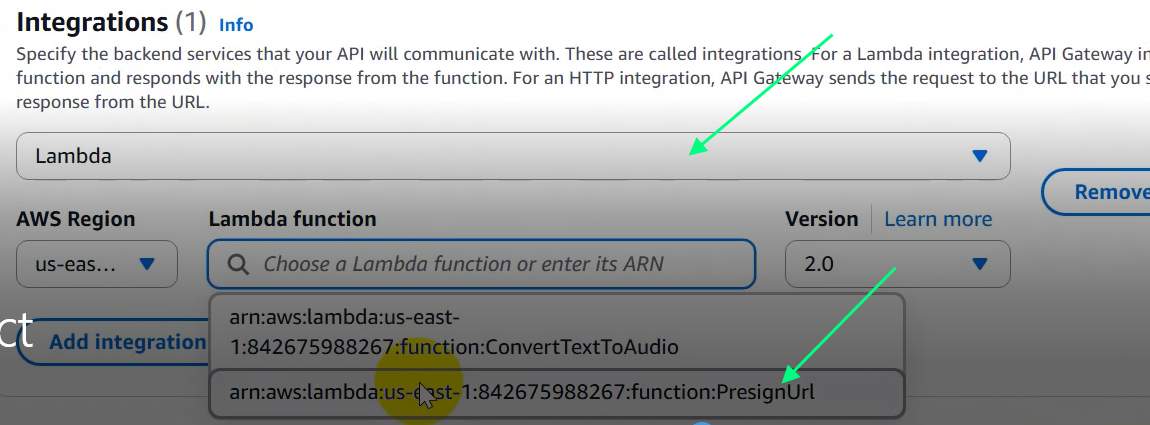 Integrations (1) Info
Specify the backend services that your API will communicate with. These are called integrations. For a Lambda integration, API Gateway in
function and responds with the response from the function. For an HTTP integration, API Gateway sends the request to the URL that you s
response from the URL.
Lambda
Remove
AWS Region
Lambda function
Version
Learn more
us-eas...
Choose a Lambda function or enter its ARN
2.0
ct
Add integration
arn:aws:lambda:us-east-
1:842675988267:function:ConvertTextToAudio
arn:aws:lambda:us-east-1:842675988267:function:PresignUrl